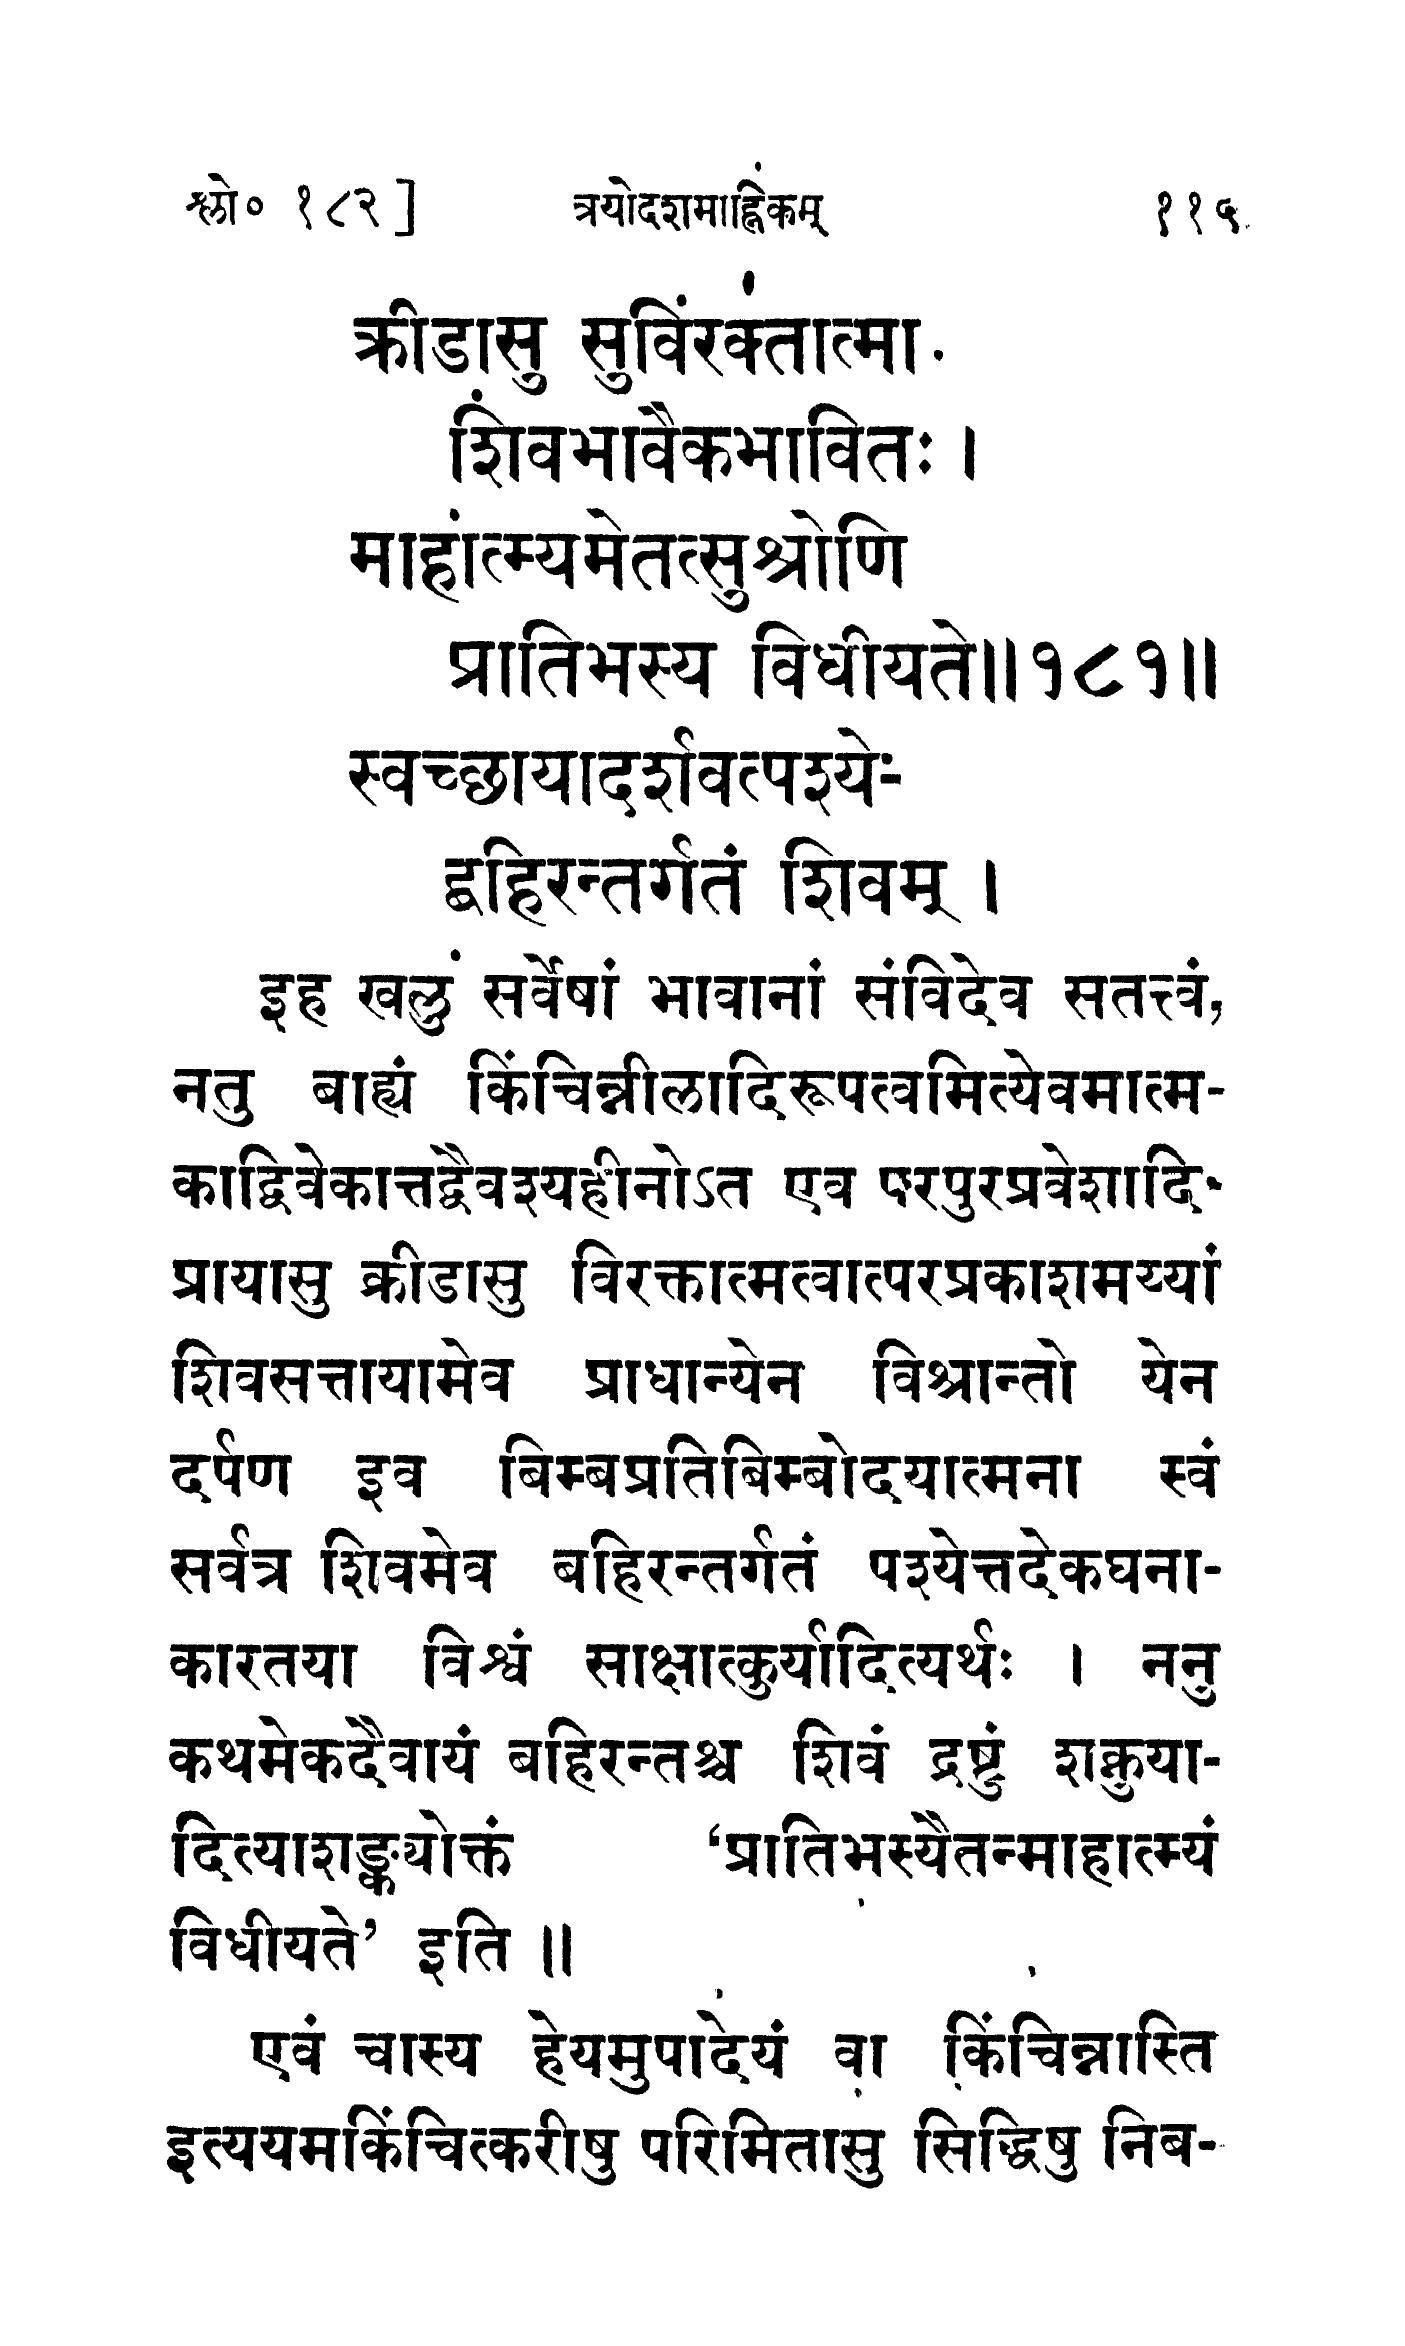 श्लो० १८२] त्रयोदशमाह्निकम् ११५
क्रीडासु सुविरक्तात्मा
शिवभावैकभावितः ।
माहात्म्यमेतत्सुश्रोणि
प्रातिभस्य विधीयते॥१८१॥
स्वच्छायादर्शवत्पश्ये-
द्बहिरन्तर्गतं शिवम् ।
इह खलु सर्वेषां भावानां संविदेव सतत्त्वं,
नतु बाह्यं किंचिन्नीलादिरूपत्वमित्येवमात्म-
काद्विवेकात्तद्वैवश्यहीनोऽत एव परपुरप्रवेशादि-
प्रायासु क्रीडासु विरक्तात्मत्वात्परप्रकाशमय्यां
शिवसत्तायामेव प्राधान्येन विश्रान्तो येन
दर्पण इव बिम्बप्रतिबिम्बोदयात्मना स्वं
सर्वत्र शिवमेव बहिरन्तर्गतं पश्येत्तदेकघना-
कारतया विश्वं साक्षात्कुर्यादित्यर्थः । ननु
कथमेकदैवायं बहिरन्तश्च शिवं द्रष्टुं शक्नुया-
दित्याशङ्क्योक्तं ‘प्रातिभस्यैतन्माहात्म्यं
विधीयते’ इति ॥
एवं चास्य हेयमुपादेयं वा किंचिन्नास्ति
इत्ययमकिंचित्करीषु परिमितासु सिद्धिषु निब-